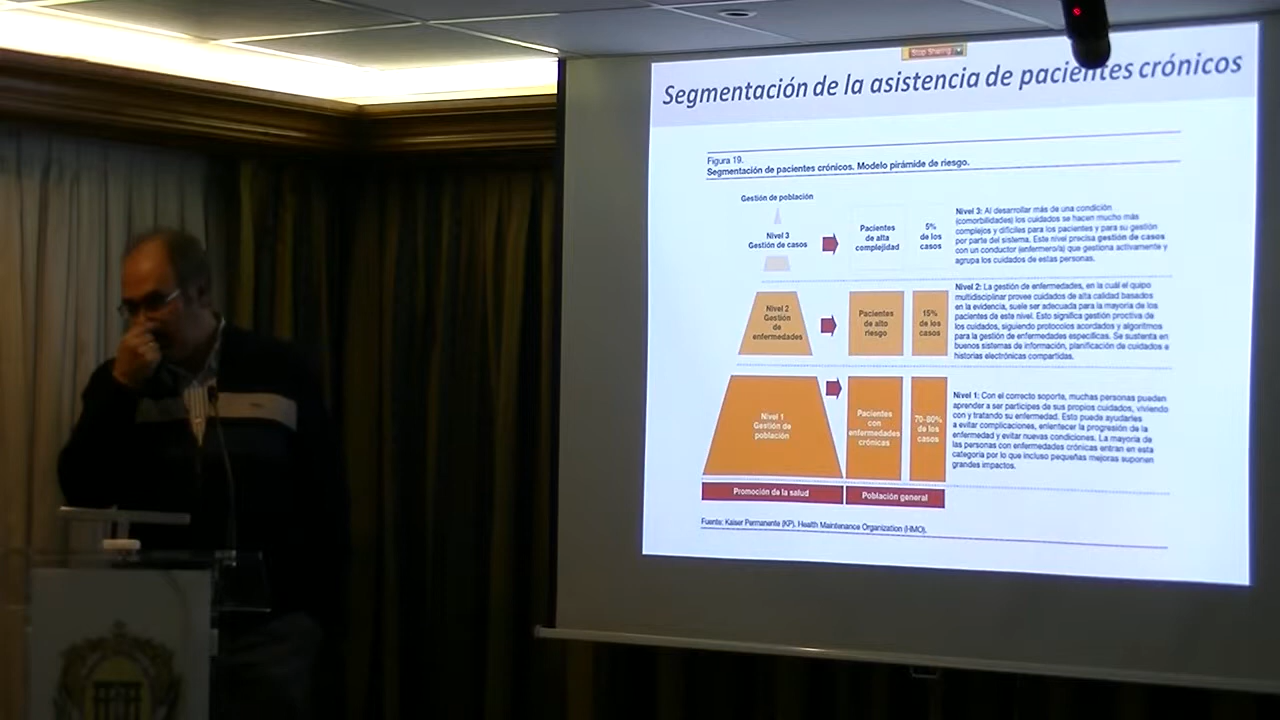 Stop Sharing
Segmentación de la asistencia de pacientes crónicos
Figura 19.
Segmentación de pacientes crónicos. Modelo pirámide de riesgo.
Gestión de población
Nivel 3
Gestión de casos
Pacientes
de alta
complejidad
5%
de los
casos
Nivel 3: Al desarrollar más de una condición
(comorbilidades) los cuidados se hacen mucho más
complejos y difíciles para los pacientes y para su gestión
por parte del sistema. Este nivel precisa gestión de casos
con un conductor (enfermero/a) que gestiona activamente y
agrupa los cuidados de estas personas.
Nivel 2
Gestión
de
enfermedades
Pacientes
de alto
riesgo
15%
de los
casos
Nivel 2: La gestión de enfermedades, en la cuál el quipo
multidisciplinar provee cuidados de alta calidad basados
en la evidencia, suele ser adecuada para la mayoría de los
pacientes de este nivel. Esto significa gestión proctiva de
los cuidados, siguiendo protocolos acordados y algoritmos
para la gestión de enfermedades específicas. Se sustenta en
buenos sistemas de información, planificación de cuidados e
historias electrónicas compartidas.
Nivel 1
Gestión de
población
Pacientes
con
enfermedades
crónicas
70-80%
de los
casos
Nivel 1: Con el correcto soporte, muchas personas pueden
aprender a ser partícipes de sus propios cuidados, viviendo
con y tratando su enfermedad. Esto puede ayudarles
a evitar complicaciones, enlentecer la progresión de la
enfermedad y evitar nuevas condiciones. La mayoría de
las personas con enfermedades crónicas entran en esta
categoría por lo que incluso pequeñas mejoras suponen
grandes impactos.
Promoción de la salud
Población general
Fuente: Kaiser Permanente (KP). Health Maintenance Organization (HMO).